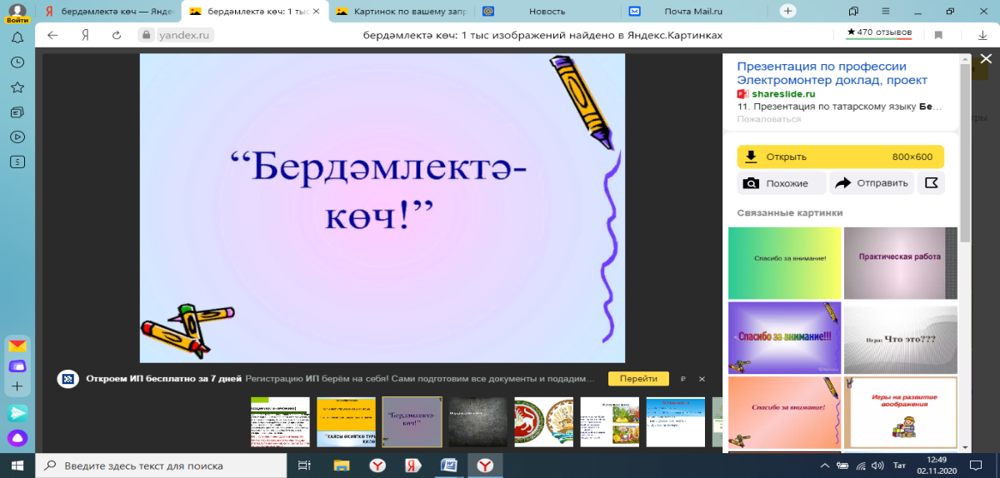 Войти
бердәмлектә көч — Яндек
бердәмлектә көч: 1 тыс
Картинок по вашему запр
Новость
Почта Mail.ru
yandex.ru
бердәмлектә көч: 1 тыс изображений найдено в Яндекс.Картинках
★ 470 отзывов
“Бердәмлектә-
көч!”
Презентация по профессии
Электромонтер доклад, проект
shareslide.ru
11. Презентация по татарскому языку Бе...
Пожаловаться
Открыть 800×600
Похожие
Отправить
Связанные картинки
Спасибо за внимание!
Практическая работа
Спасибо за внимание!!!
Игра: Что это???
Спасибо за внимание!
Игры на развитие
воображения
Откроем ИП бесплатно за 7 дней Регистрацию ИП берём на себя! Сами подготовим все документы и подадим...
Перейти
“Бердәмлектә-
көч!”
Введите здесь текст для поиска
Тат
12:49
02.11.2020